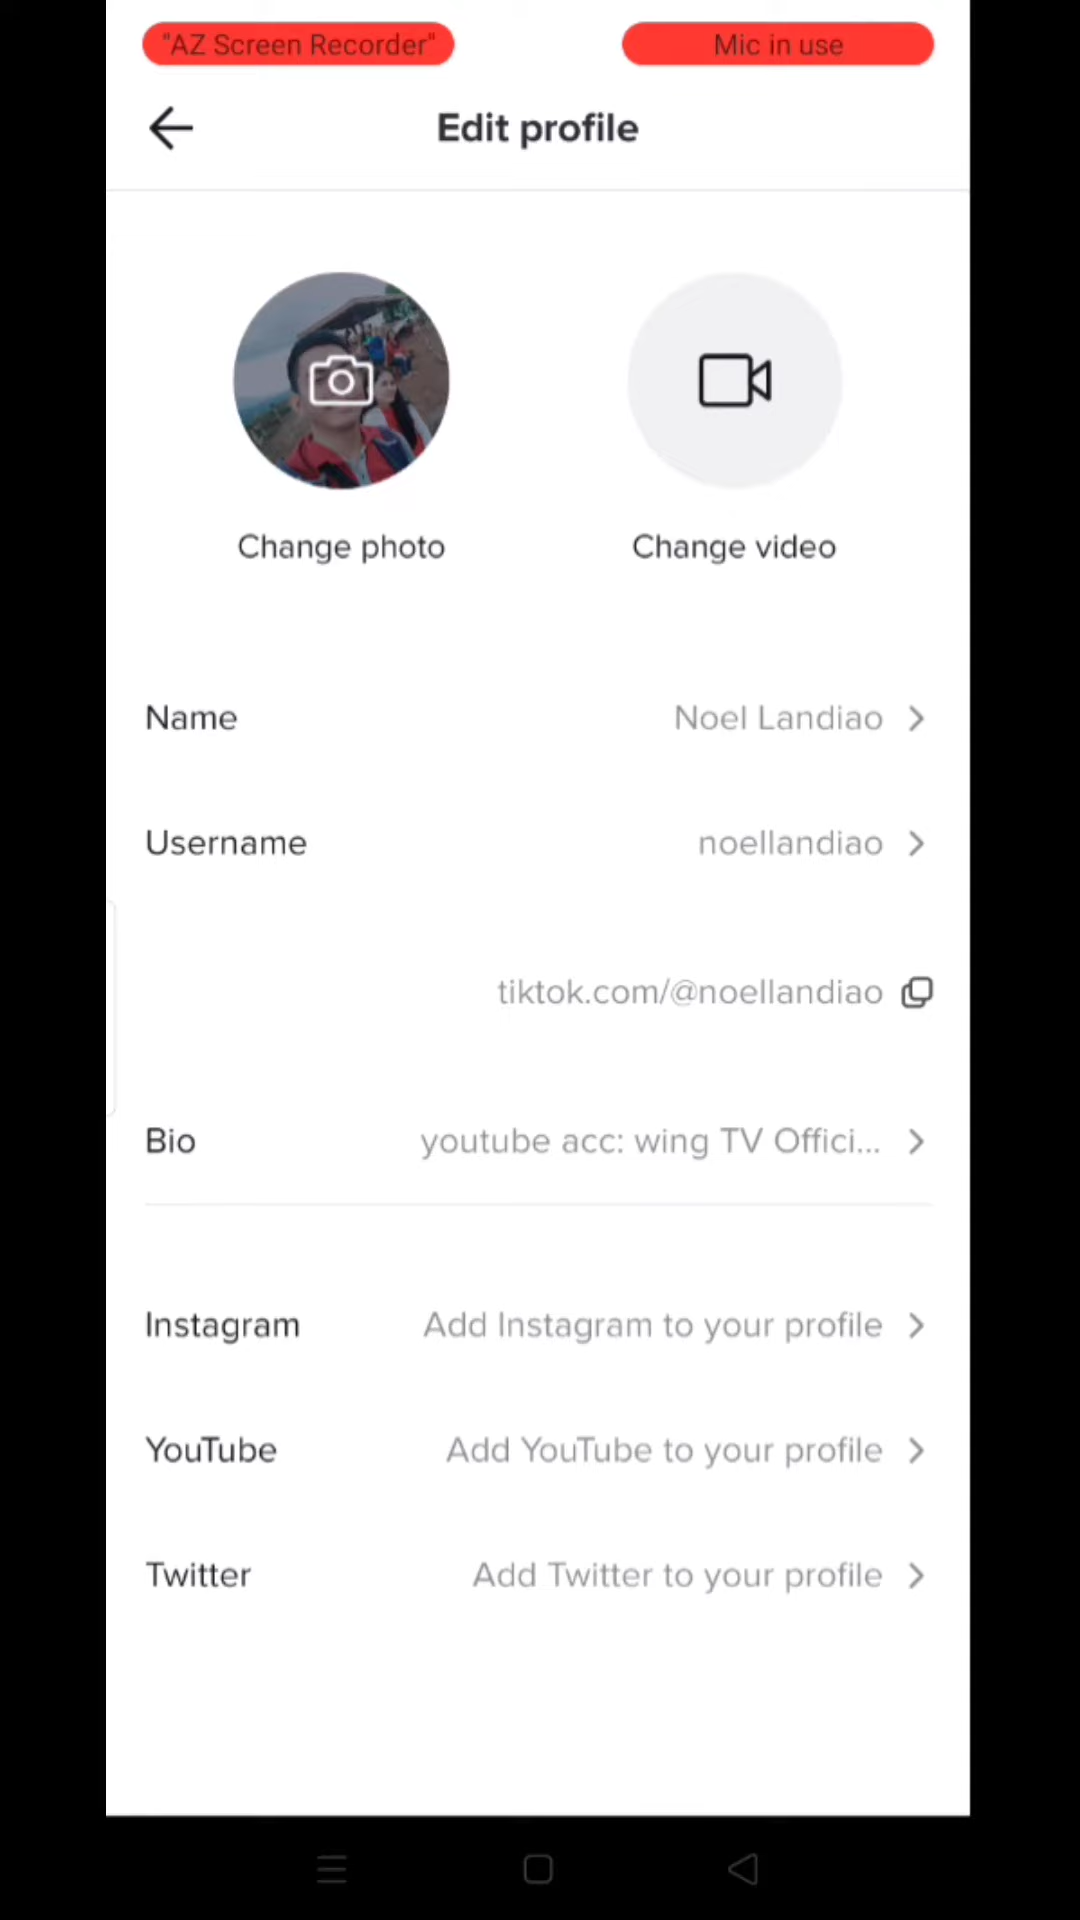 "AZ Screen Recorder"
Mic in use
Edit profile
Change photo
Change video
Name
Noel Landiao
Username
noellandiao
tiktok.com/@noellandiao
Bio
youtube acc: wing TV Offici...
Instagram
Add Instagram to your profile
YouTube
Add YouTube to your profile
Twitter
Add Twitter to your profile